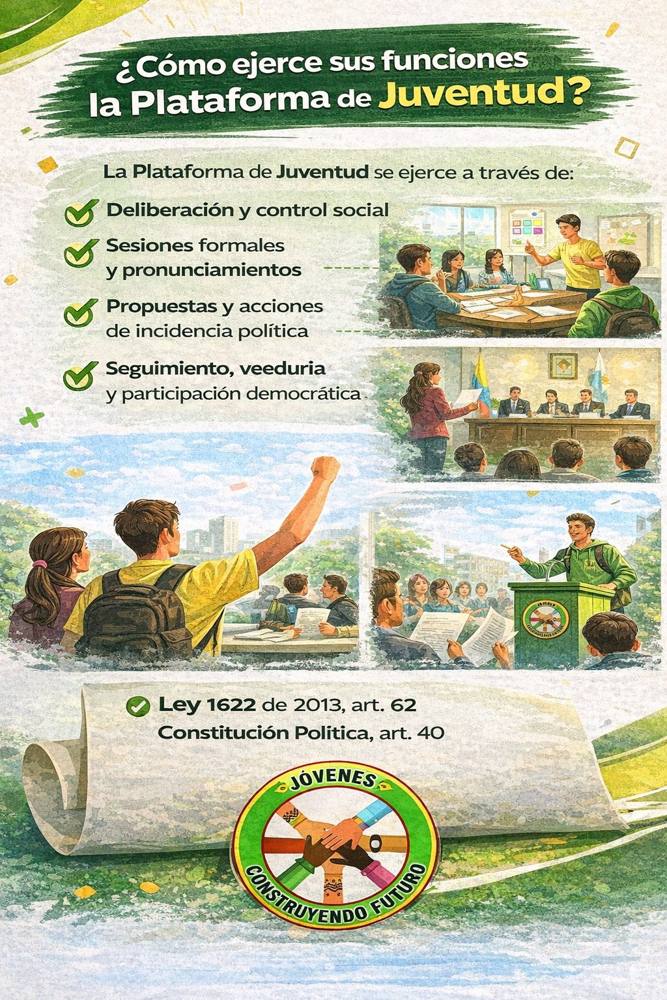 ¿Cómo ejerce sus funciones
la Plataforma de Juventud?
La Plataforma de Juventud se ejerce a través de:
Deliberación y control social
Sesiones formales
y pronunciamientos
Propuestas y acciones
de incidencia política
Seguimiento, veeduria
y participación democrática
Ley 1622 de 2013, art. 62
Constitución Politica, art. 40
JÓVENES
CONSTRUYENDO FUTURO